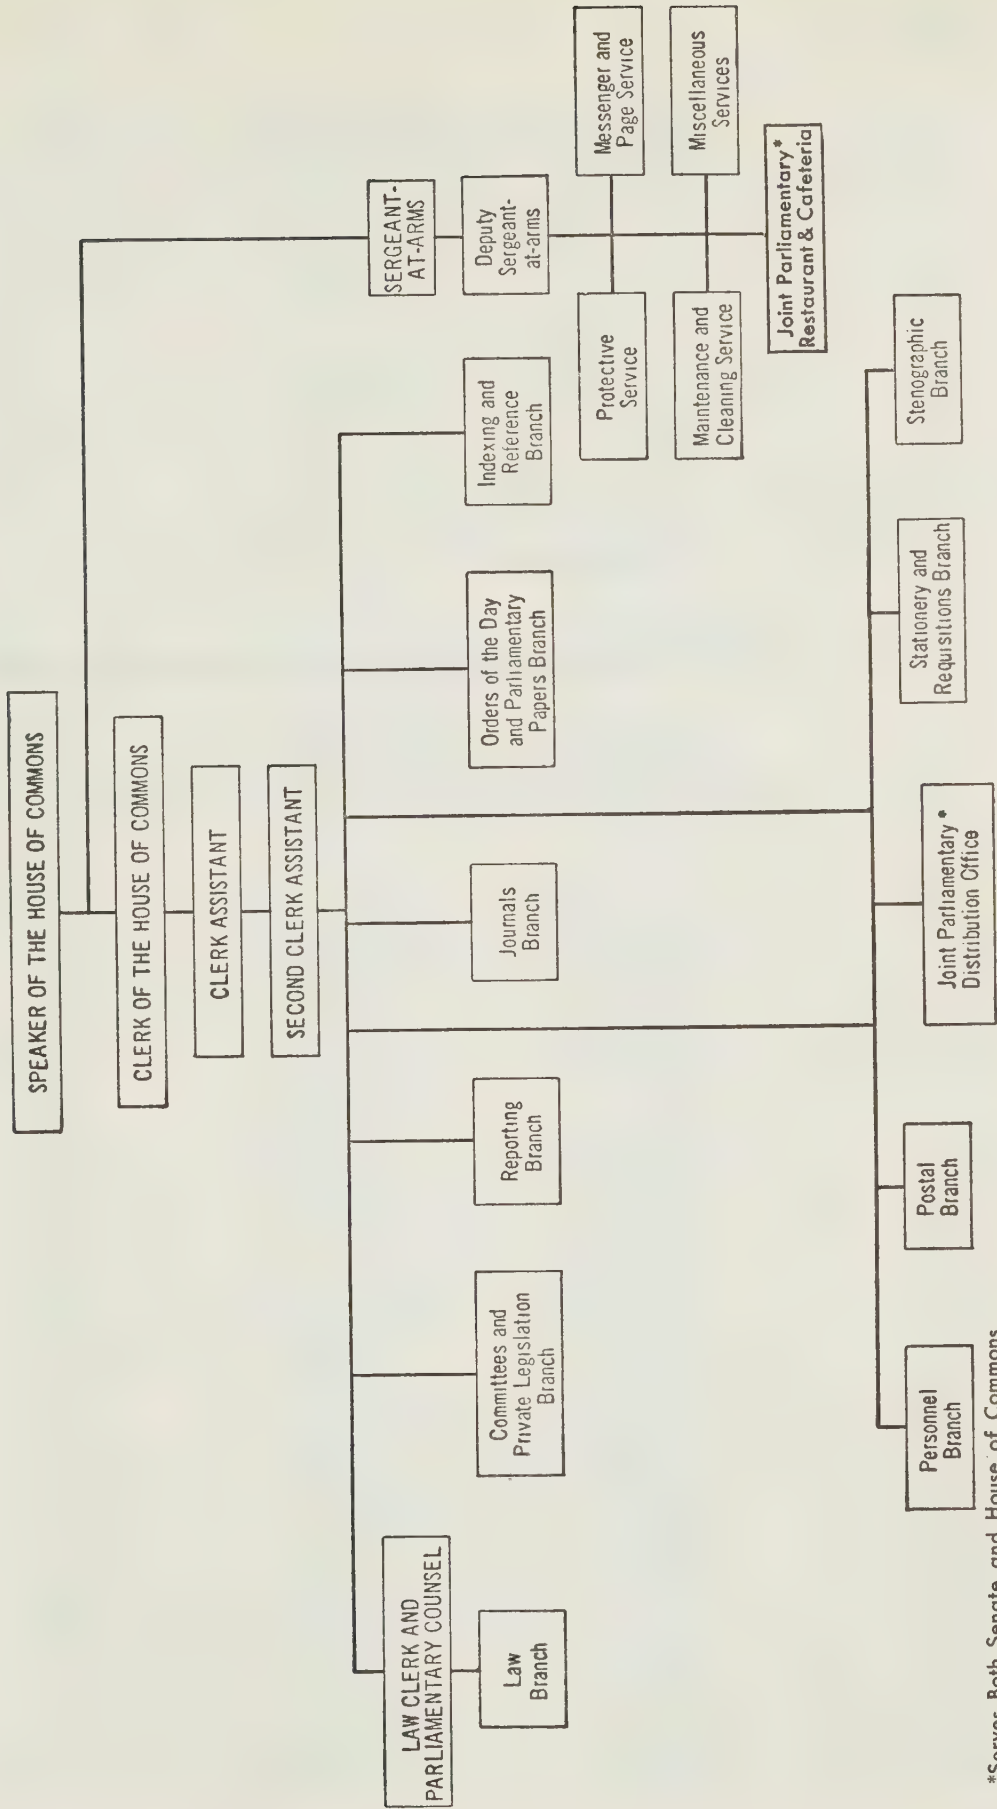 SPEAKER OF THE HOUSE OF COMMONS
CLERK OF THE HOUSE OF COMMONS
CLERK ASSISTANT
SECOND CLERK ASSISTANT
LAW CLERK AND
PARLIAMENTARY COUNSEL
Law
Branch
Committees and
Private Legislation
Branch
Reporting
Branch
Journals
Branch
Orders of the Day
and Parliamentary
Papers Branch
Indexing and
Reference
Branch
SERGEANT-
AT-ARMS
Deputy
Sergeant-
at-arms
Protective
Service
Messenger and
Page Service
Maintenance and
Cleaning Service
Miscellaneous
Services
Joint Parliamentary*
Restaurant & Cafeteria
Personnel
Branch
Postal
Branch
Joint Parliamentary *
Distribution Office
Stationery and
Requisitions Branch
Stenographic
Branch
*Serves Both Senate and House of Commons